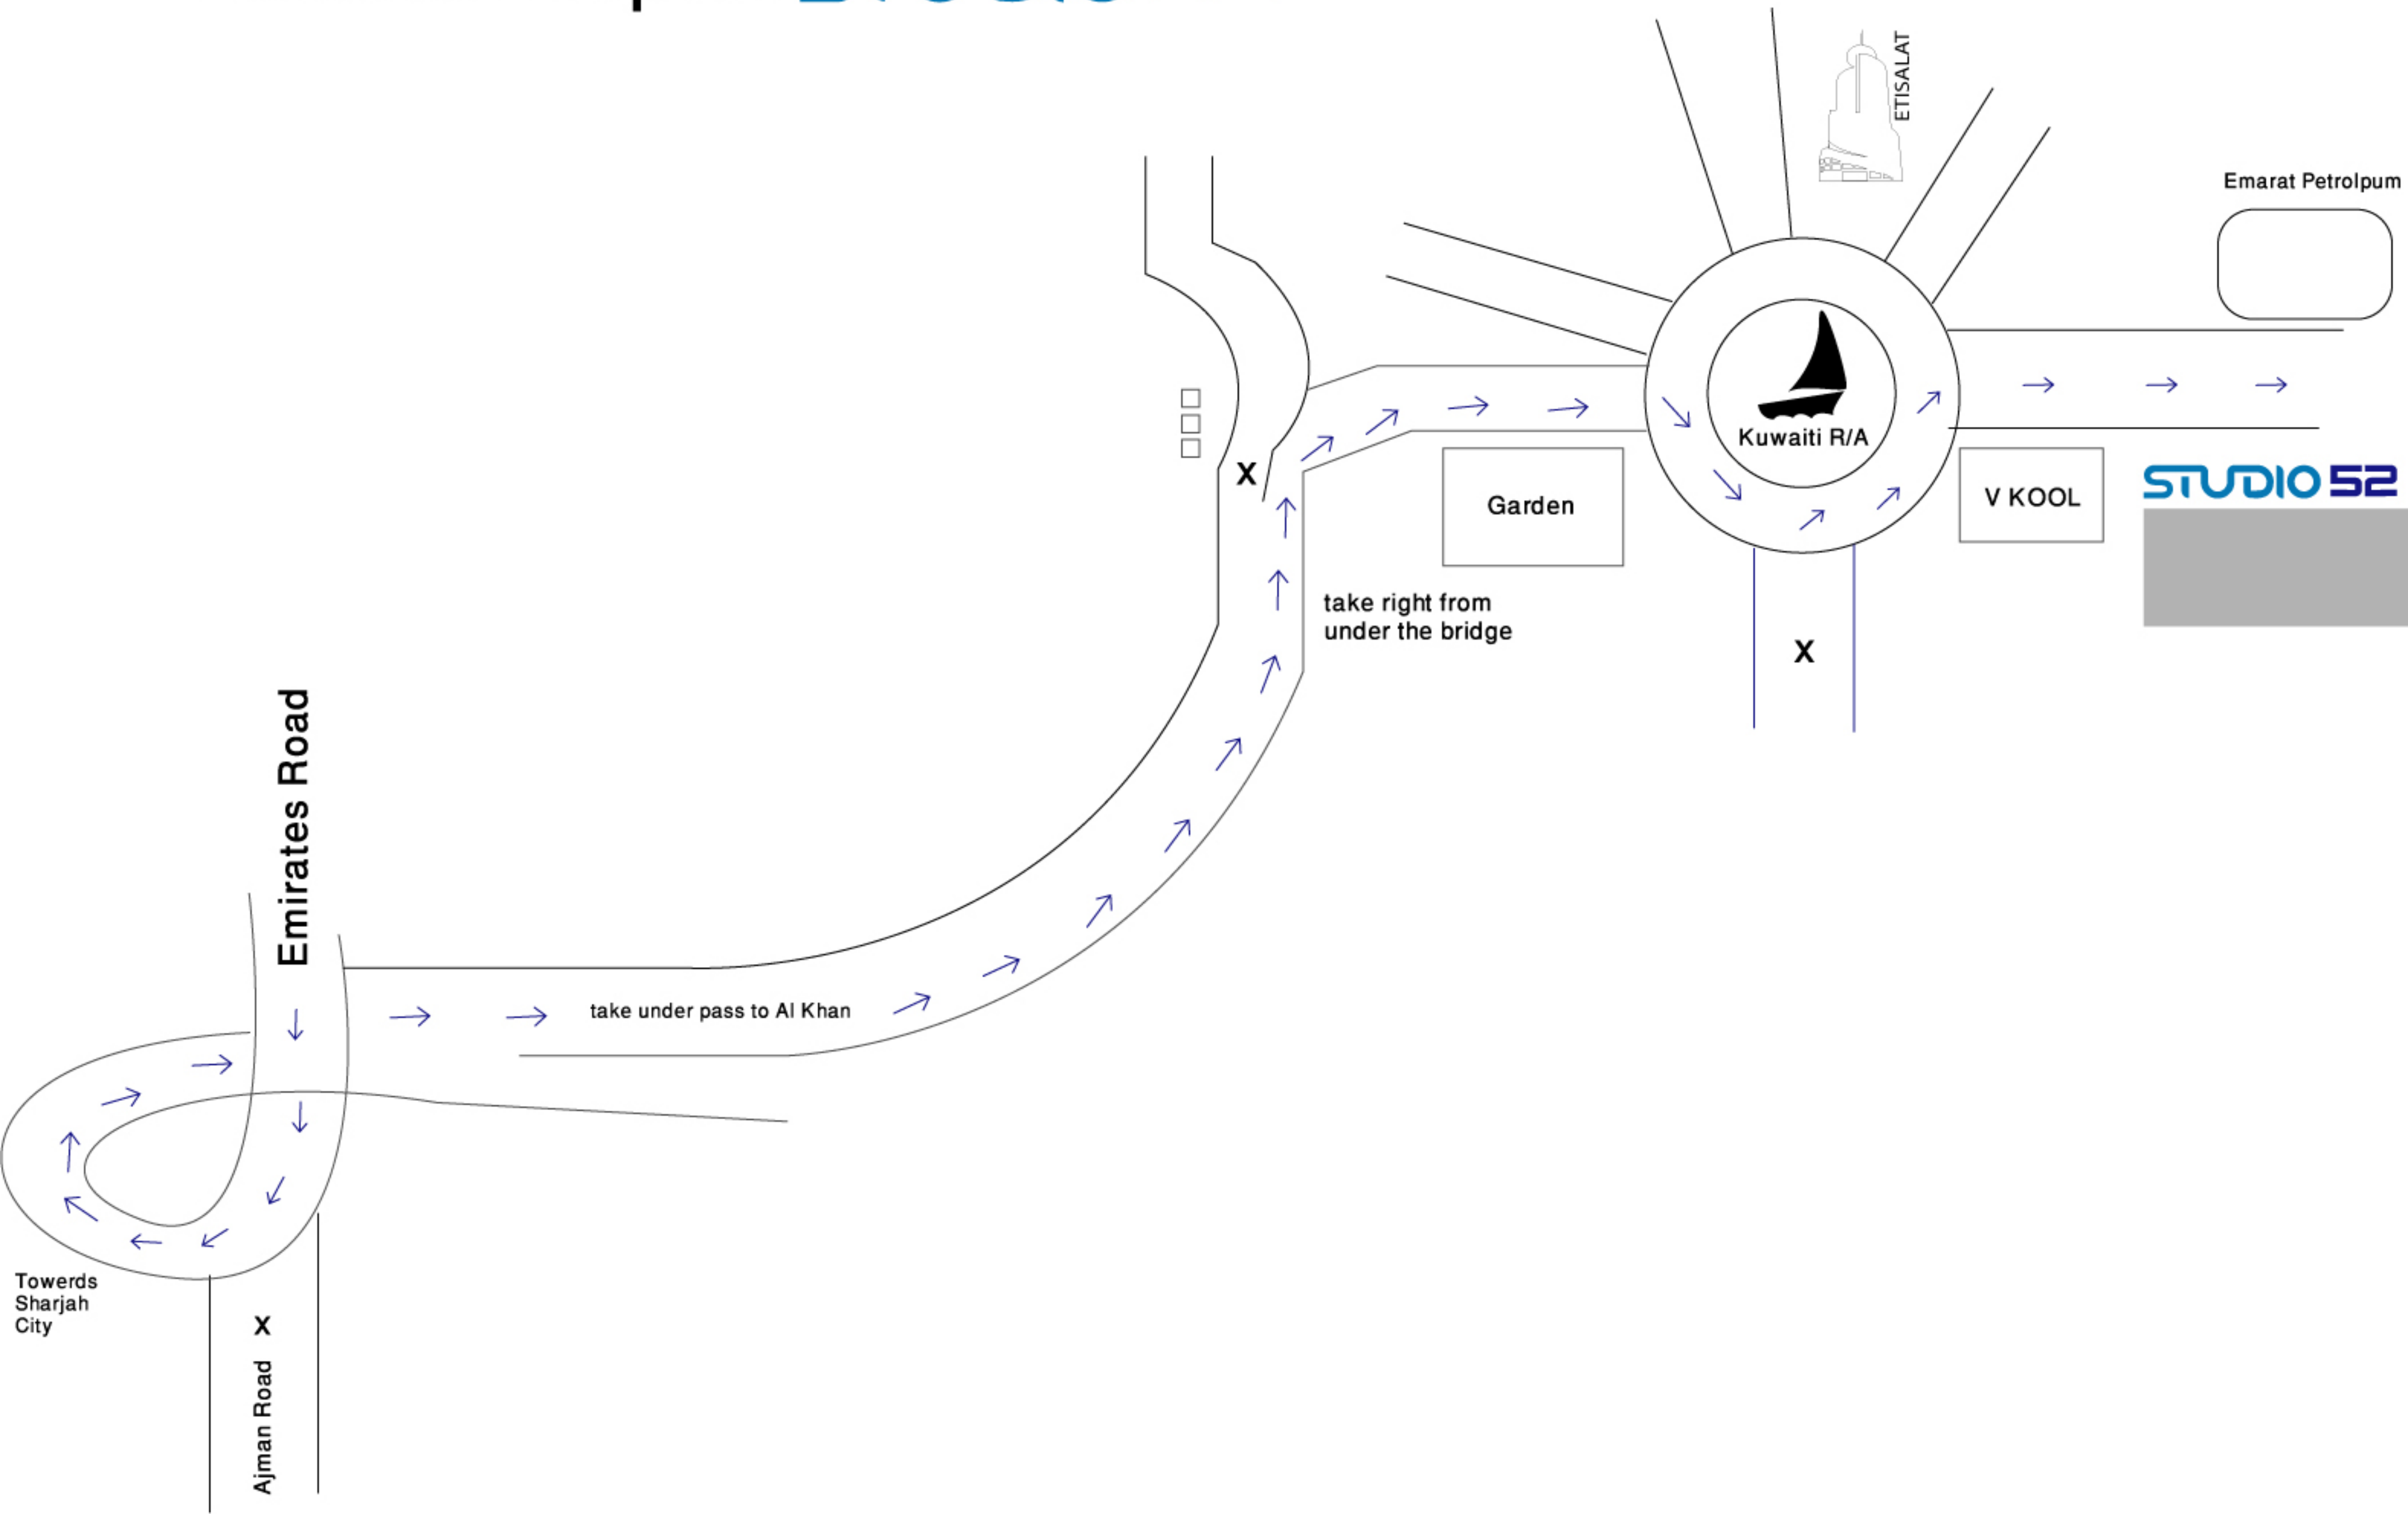 ETISALAT
Emarat Petrolpum
Kuwaiti R/A
X
Garden
V KOOL
STUDIO 52
take right from
under the bridge
X
Emirates Road
take under pass to Al Khan
Towerds
Sharjah
City
X
Ajman Road